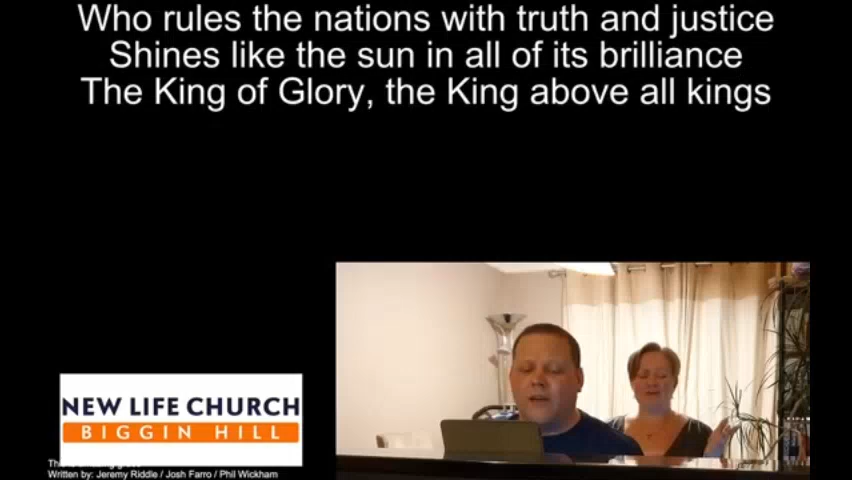 Who rules the nations with truth and justice
Shines like the sun in all of its brilliance
The King of Glory, the King above all kings
NEW LIFE CHURCH
BIGGIN HILL
Written by: Jeremy Riddle / Josh Farro / Phil Wickham